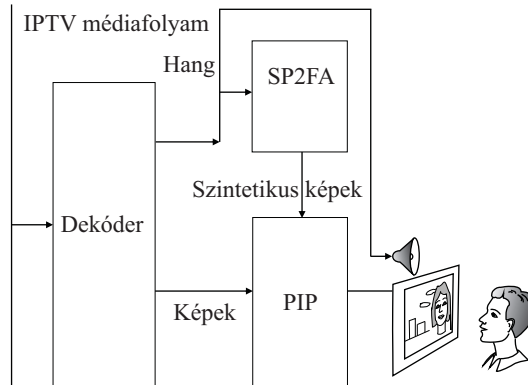 IPTV médiafolyam
Hang
SP2FA
Szintetikus képek
Dekóder
PIP
Képek